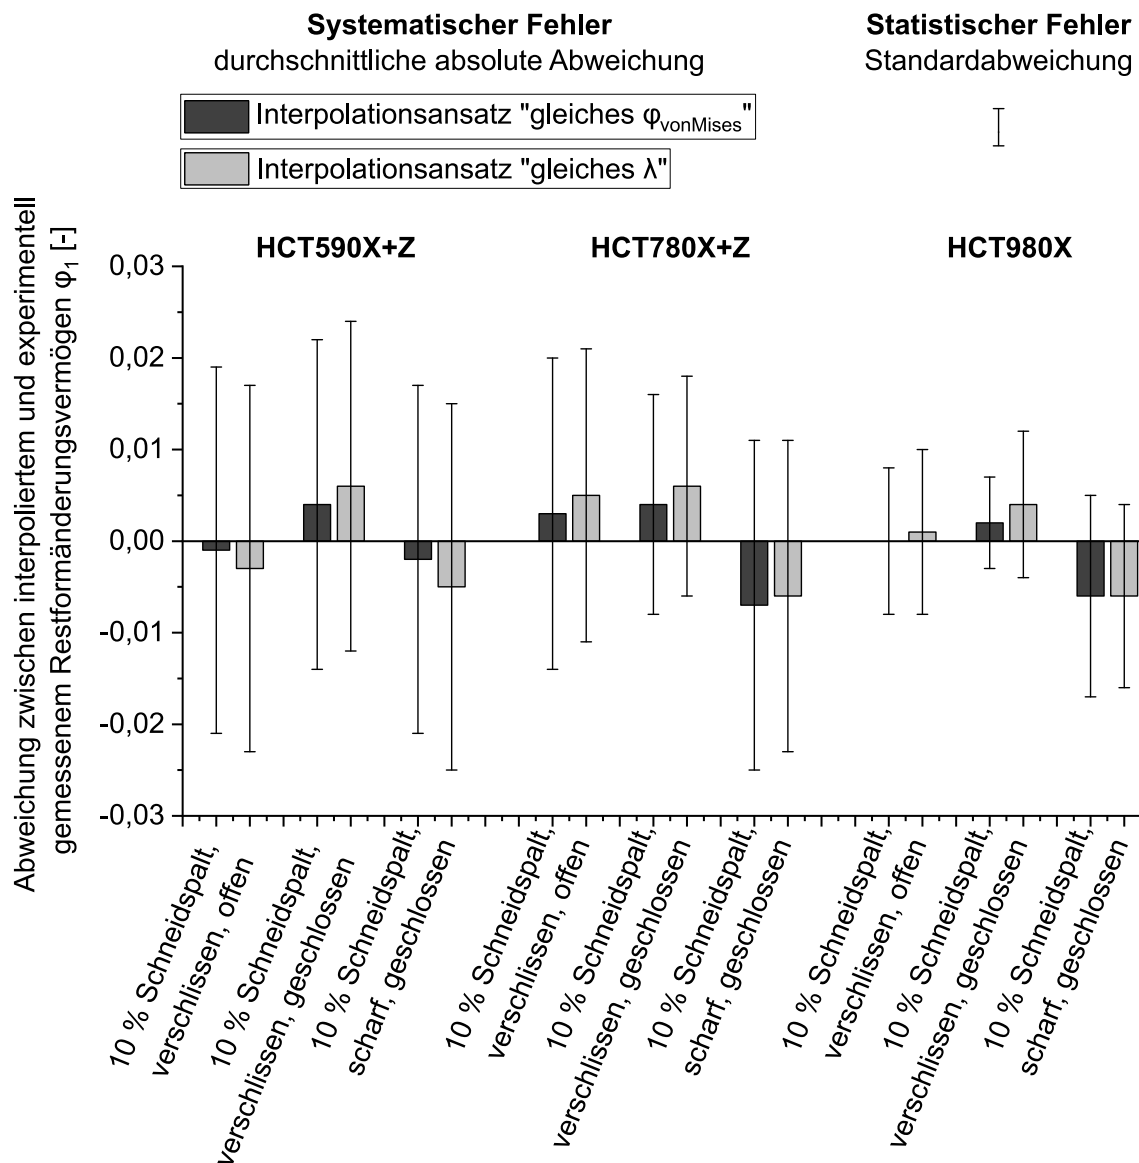 Systematischer Fehler
durchschnittliche absolute Abweichung
Statistischer Fehler
Standardabweichung
Interpolationsansatz "gleiches φvonMises"
Interpolationsansatz "gleiches λ"
Abweichung zwischen interpoliertem und experimentell
gemessenem Restformänderungsvermögen φ1 [-]
HCT590X+Z
HCT780X+Z
HCT980X
0,03
0,02
0,01
0,00
-0,01
-0,02
-0,03
10 % Schneidspalt,
verschlissen, offen
10 % Schneidspalt,
verschlissen, geschlossen
10 % Schneidspalt,
scharf, geschlossen
10 % Schneidspalt,
verschlissen, offen
10 % Schneidspalt,
verschlissen, geschlossen
10 % Schneidspalt,
scharf, geschlossen
10 % Schneidspalt,
verschlissen, offen
10 % Schneidspalt,
verschlissen, geschlossen
10 % Schneidspalt,
scharf, geschlossen